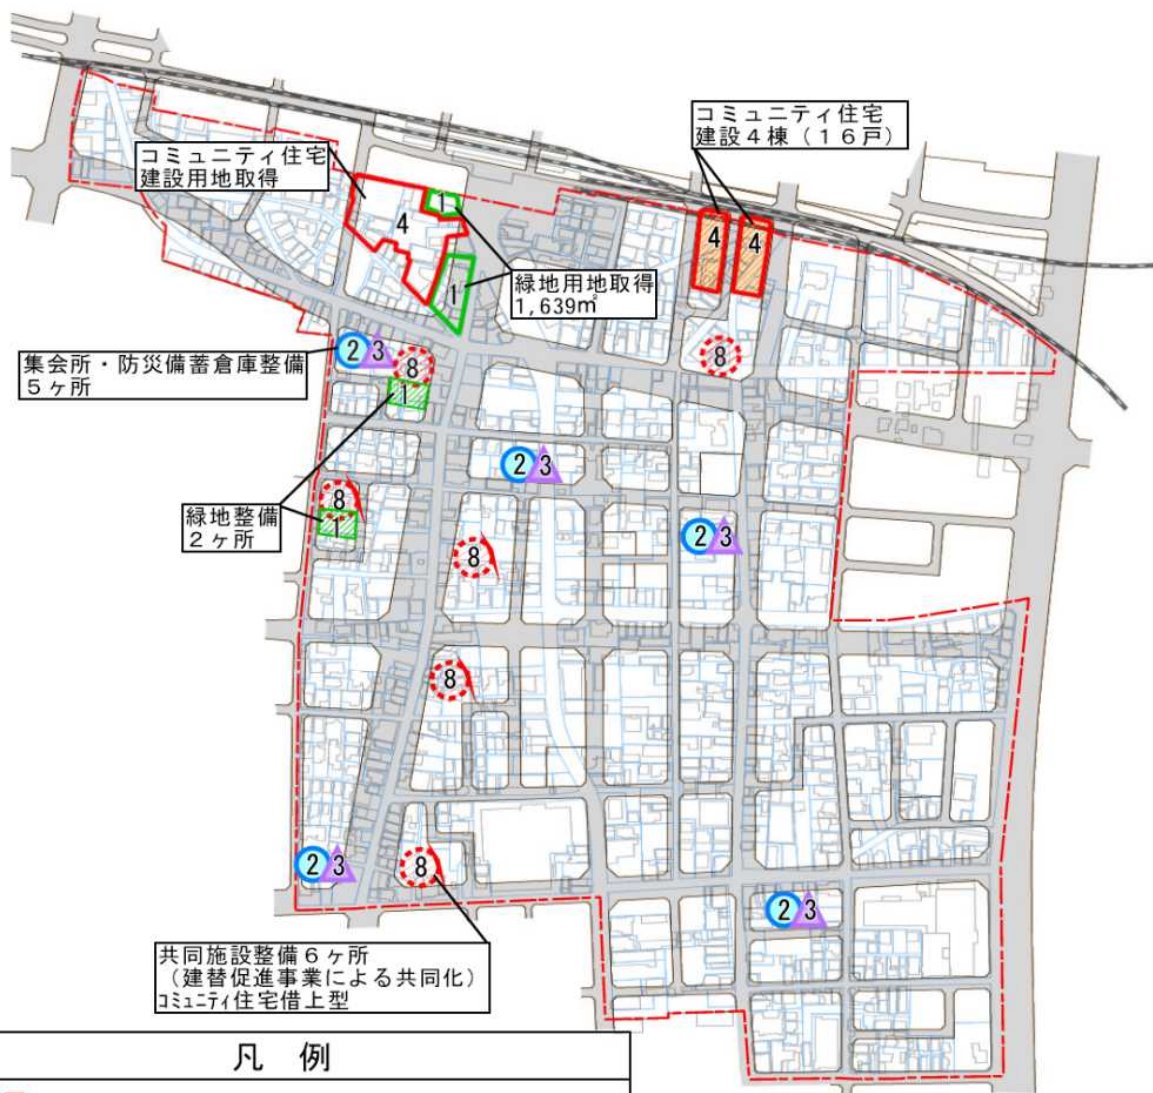 コミュニティ住宅
建設4棟(16戸)
コミュニティ住宅
建設用地取得
1
4
4
4
緑地用地取得
1,639㎡
1
2
3
8
8
集会所・防災備蓄倉庫整備
5ヶ所
1
2
3
8
緑地整備
2ヶ所
1
2
3
8
8
2
3
8
2
3
共同施設整備6ヶ所
(建替促進事業による共同化)
コミュニティ住宅借上型
凡 例